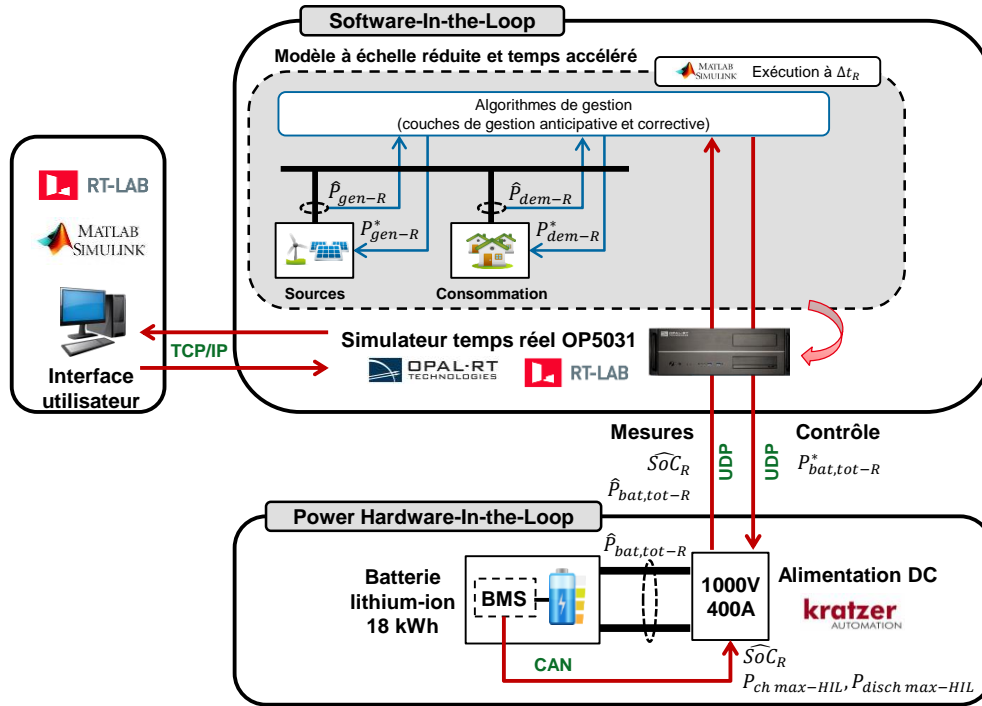 Software-In-the-Loop
Modèle à échelle réduite et temps accéléré
MATLAB
SIMULINK
Exécution à Δt_R
Algorithmes de gestion
(couches de gestion anticipative et corrective)
P̂_gen−R
P̂_dem−R
P*_gen−R
P*_dem−R
Sources
Consommation
RT-LAB
MATLAB
SIMULINK
Interface
utilisateur
TCP/IP
Simulateur temps réel OP5031
OPAL-RT
TECHNOLOGIES
RT-LAB
Mesures
SoĈ_R
P̂_bat,tot−R
UDP
UDP
Contrôle
P*_bat,tot−R
Power Hardware-In-the-Loop
P̂_bat,tot−R
Batterie
lithium-ion
18 kWh
BMS
1000V
400A
Alimentation DC
kratzer
AUTOMATION
CAN
SoĈ_R
P_ch max−HIL, P_disch max−HIL